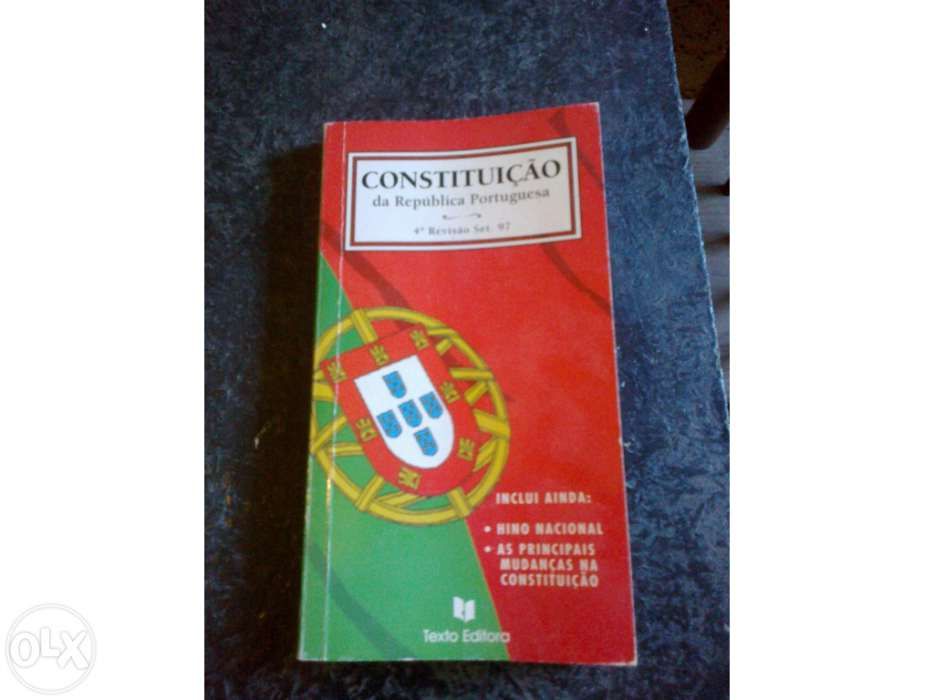 CONSTITUIÇÃO
da República Portuguesa
4ª Revisão Set. 97
INCLUI AINDA:
• HINO NACIONAL
• AS PRINCIPAIS
MUDANÇAS NA
CONSTITUIÇÃO
Texto Editora
OLX